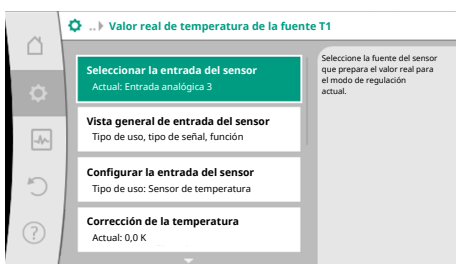 ..▶ Valor real de temperatura de la fuente T1
Seleccionar la entrada del sensor
Actual: Entrada analógica 3
Vista general de entrada del sensor
Tipo de uso, tipo de señal, función
Configurar la entrada del sensor
Tipo de uso: Sensor de temperatura
Corrección de la temperatura
Actual: 0,0 K
Seleccione la fuente del sensor
que prepara el valor real para
el modo de regulación
actual.